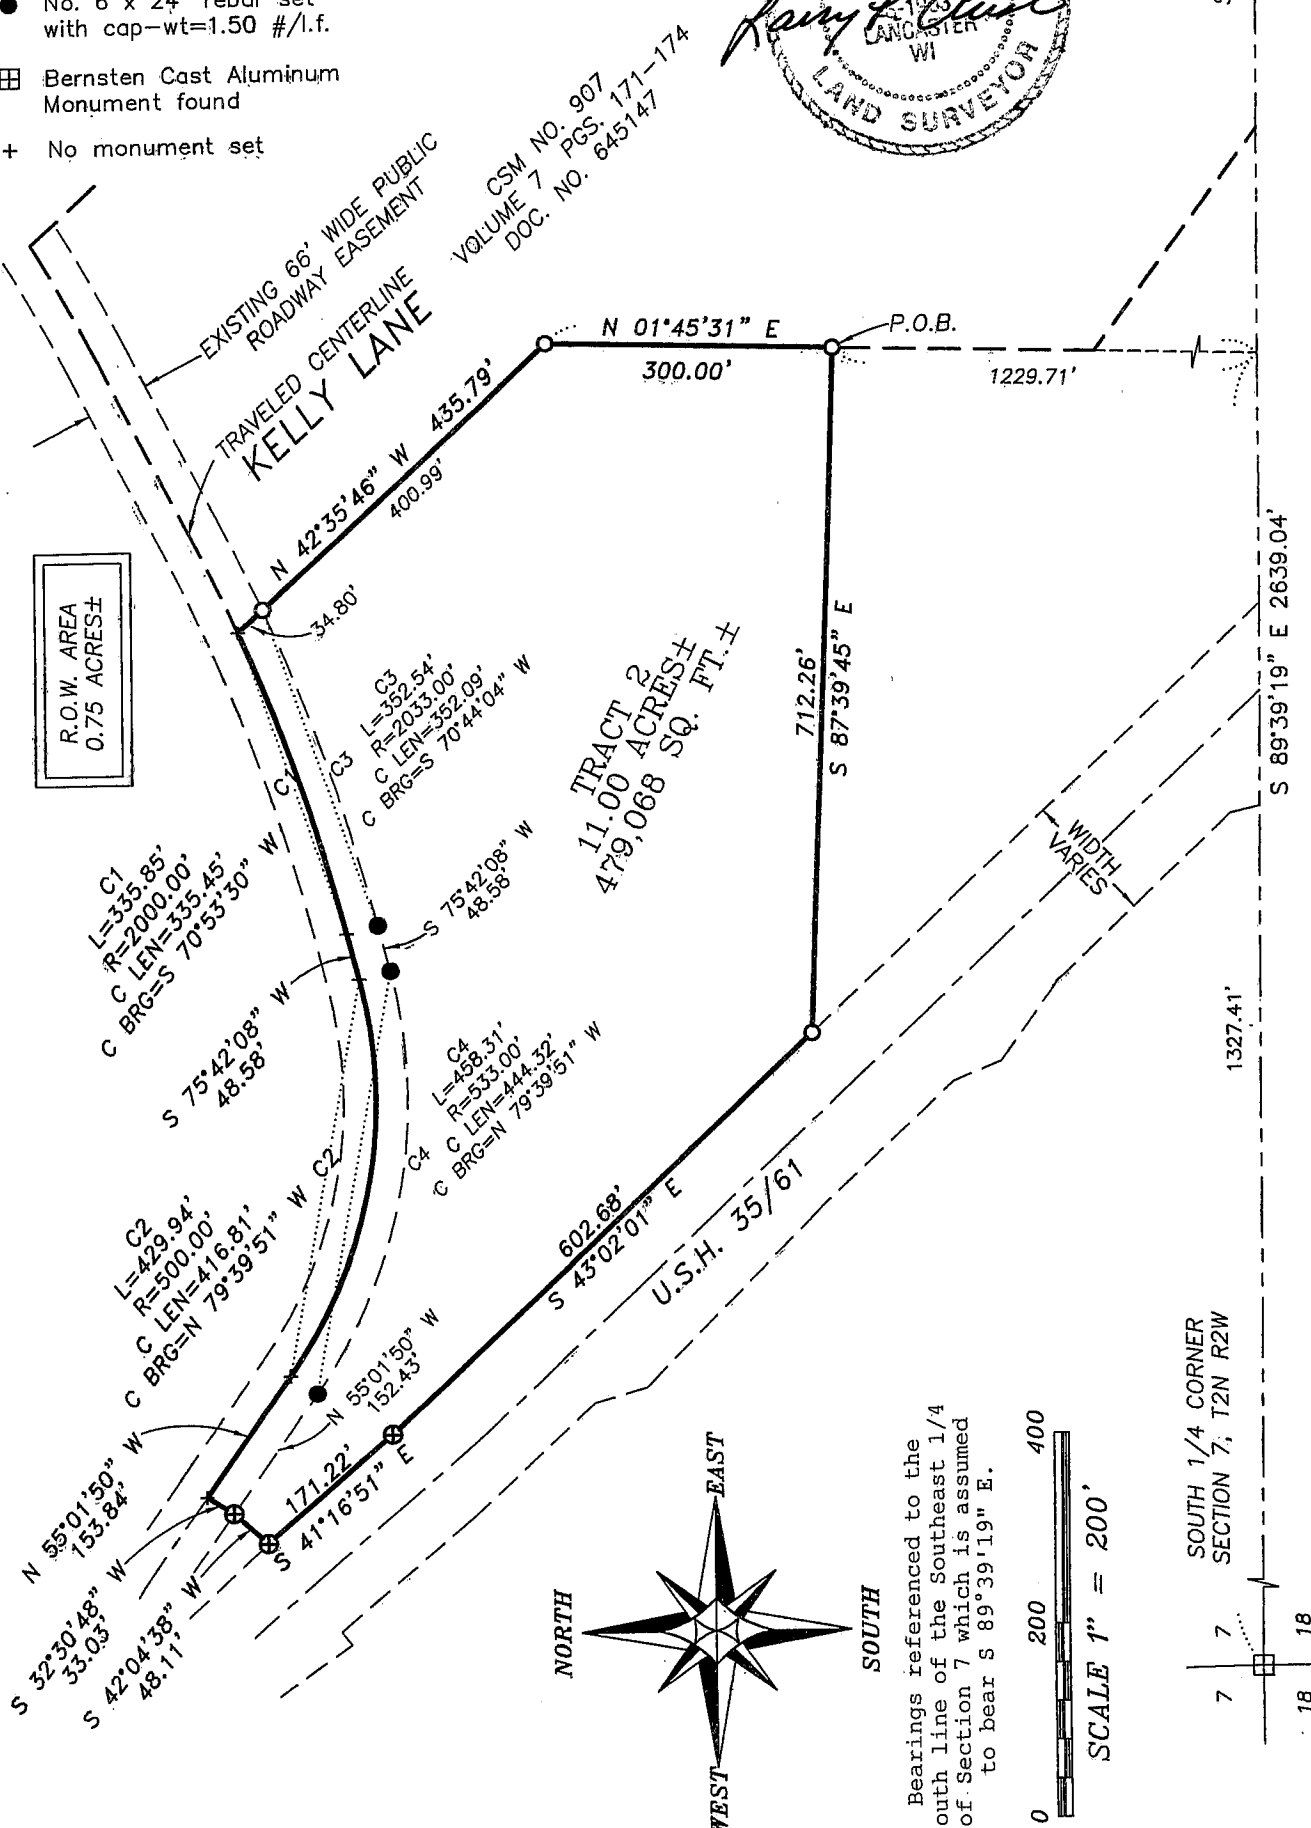 No. 6 x 24" rebar set
with cap-wt=1.50 #/l.f.
Bernsten Cast Aluminum
Monument found
No monument set
LANCASTER
WI
LAND SURVEYOR
CSM NO. 907
VOLUME 7 PGS. 171-174
DOC. NO. 645147
EXISTING 66' WIDE PUBLIC
ROADWAY EASEMENT
TRAVELED CENTERLINE
KELLY LANE
N 01°45'31" E
300.00'
P.O.B.
1229.71'
N 42°35'46" W 435.79'
400.99'
34.80'
R.O.W. AREA
0.75 ACRES±
C3
L=352.54'
R=2033.00'
C LEN=352.09'
C BRG=S 70°44'04" W
C1
C3
TRACT 2
11.00 ACRES±
479,068 SQ. FT.±
712.26'
S 87°39'45" E
S 89°39'19" E 2639.04'
WIDTH
VARIES
C1
L=335.85'
R=2000.00'
C LEN=335.45'
C BRG=S 70°53'30" W
S 75°42'08" W
48.58'
S 75°42'08" W
48.58'
C4
L=458.31'
R=533.00'
C LEN=444.32'
C BRG=N 79°39'51" W
C2
C4
1327.41'
C2
L=429.94'
R=500.00'
C LEN=416.81'
C BRG=N 79°39'51" W
602.68'
S 43°02'01" E
U.S.H. 35/61
N 55°01'50" W
152.43'
N 55°01'50" W
153.84'
171.22'
S 41°16'51" E
S 32°30'48" W
33.03'
S 42°04'38" W
48.11'
EAST
NORTH
SOUTH
WEST
Bearings referenced to the
outh line of the Southeast 1/4
of Section 7 which is assumed
to bear S 89°39'19" E.
0 200 400
SCALE 1" = 200'
SOUTH 1/4 CORNER
SECTION 7, T2N R2W
7 7
18 18